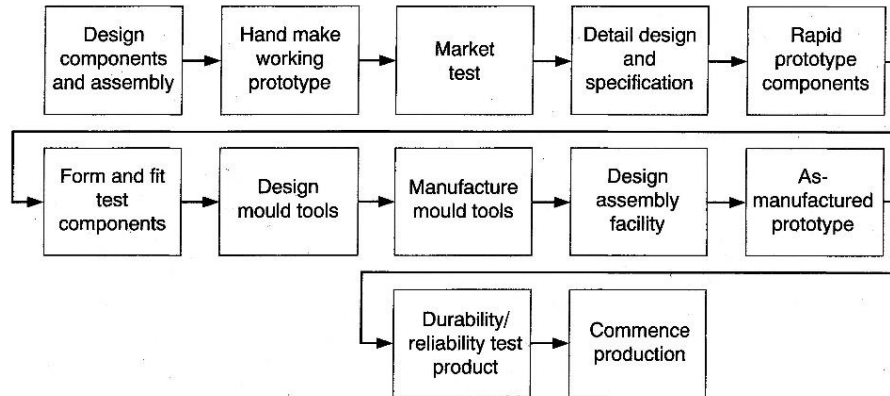 Design
components
and assembly
Hand make
working
prototype
Market
test
Detail design
and
specification
Rapid
prototype
components
Form and fit
test
components
Design
mould tools
Manufacture
mould tools
Design
assembly
facility
As-
manufactured
prototype
Durability/
reliability test
product
Commence
production